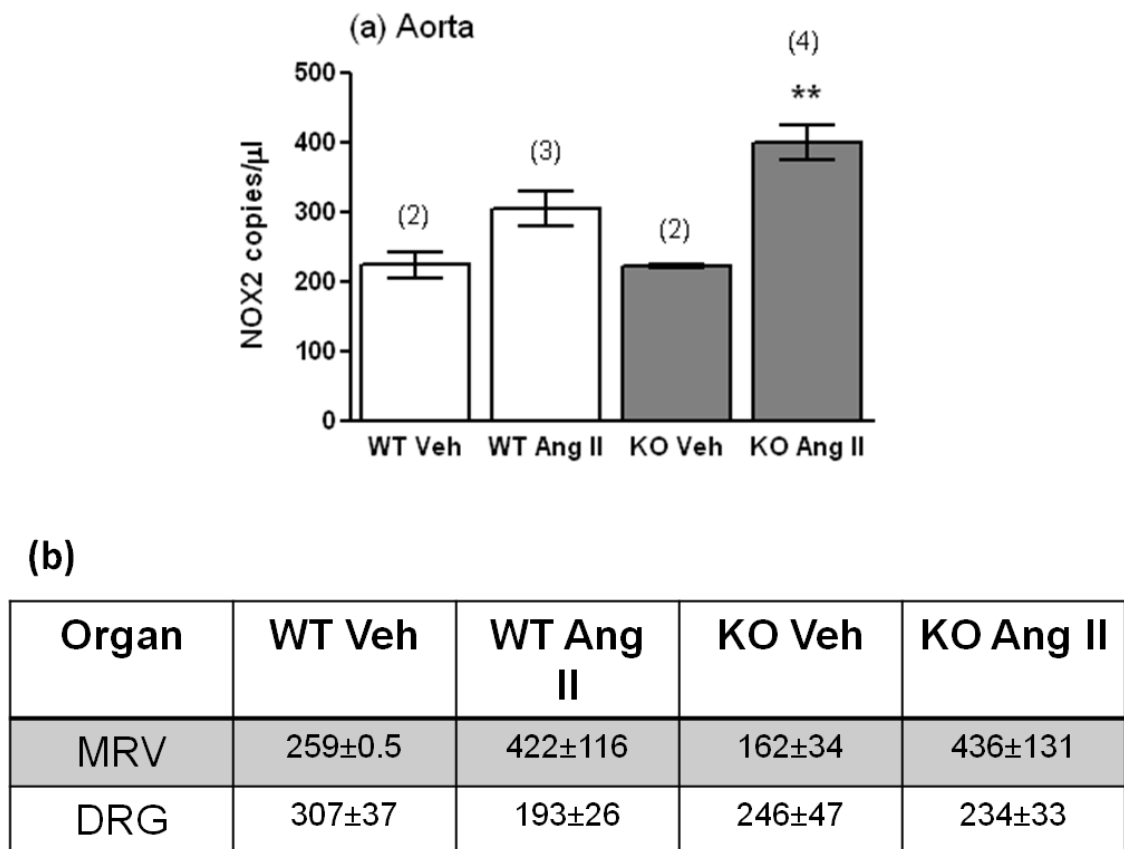 (a) Aorta
NOX2 copies/µl
500
400
300
200
100
0
(2)
(3)
(2)
(4)
**
WT Veh WT Ang II KO Veh KO Ang II
(b)
Organ WT Veh WT Ang II KO Veh KO Ang II
MRV 259±0.5 422±116 162±34 436±131
DRG 307±37 193±26 246±47 234±33